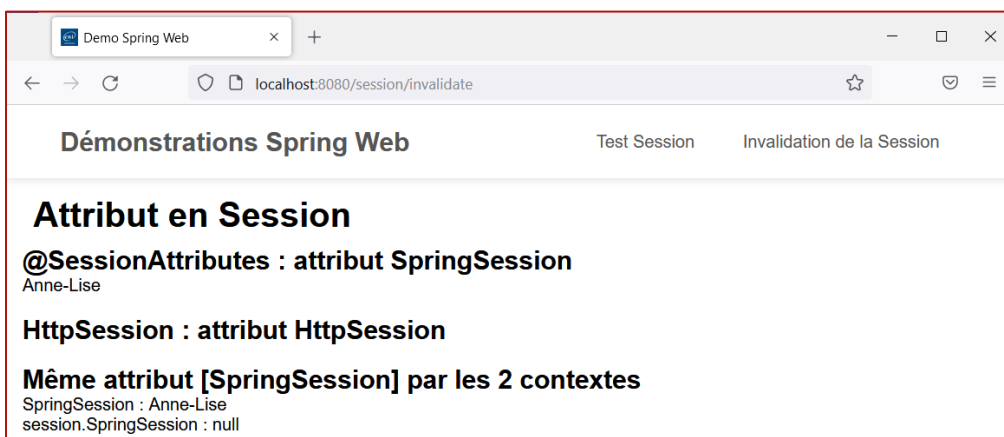 Demo Spring Web
localhost:8080/session/invalidate
Démonstrations Spring Web
Test Session
Invalidation de la Session
Attribut en Session
@SessionAttributes : attribut SpringSession
Anne-Lise
HttpSession : attribut HttpSession
Même attribut [SpringSession] par les 2 contextes
SpringSession : Anne-Lise
session.SpringSession : null